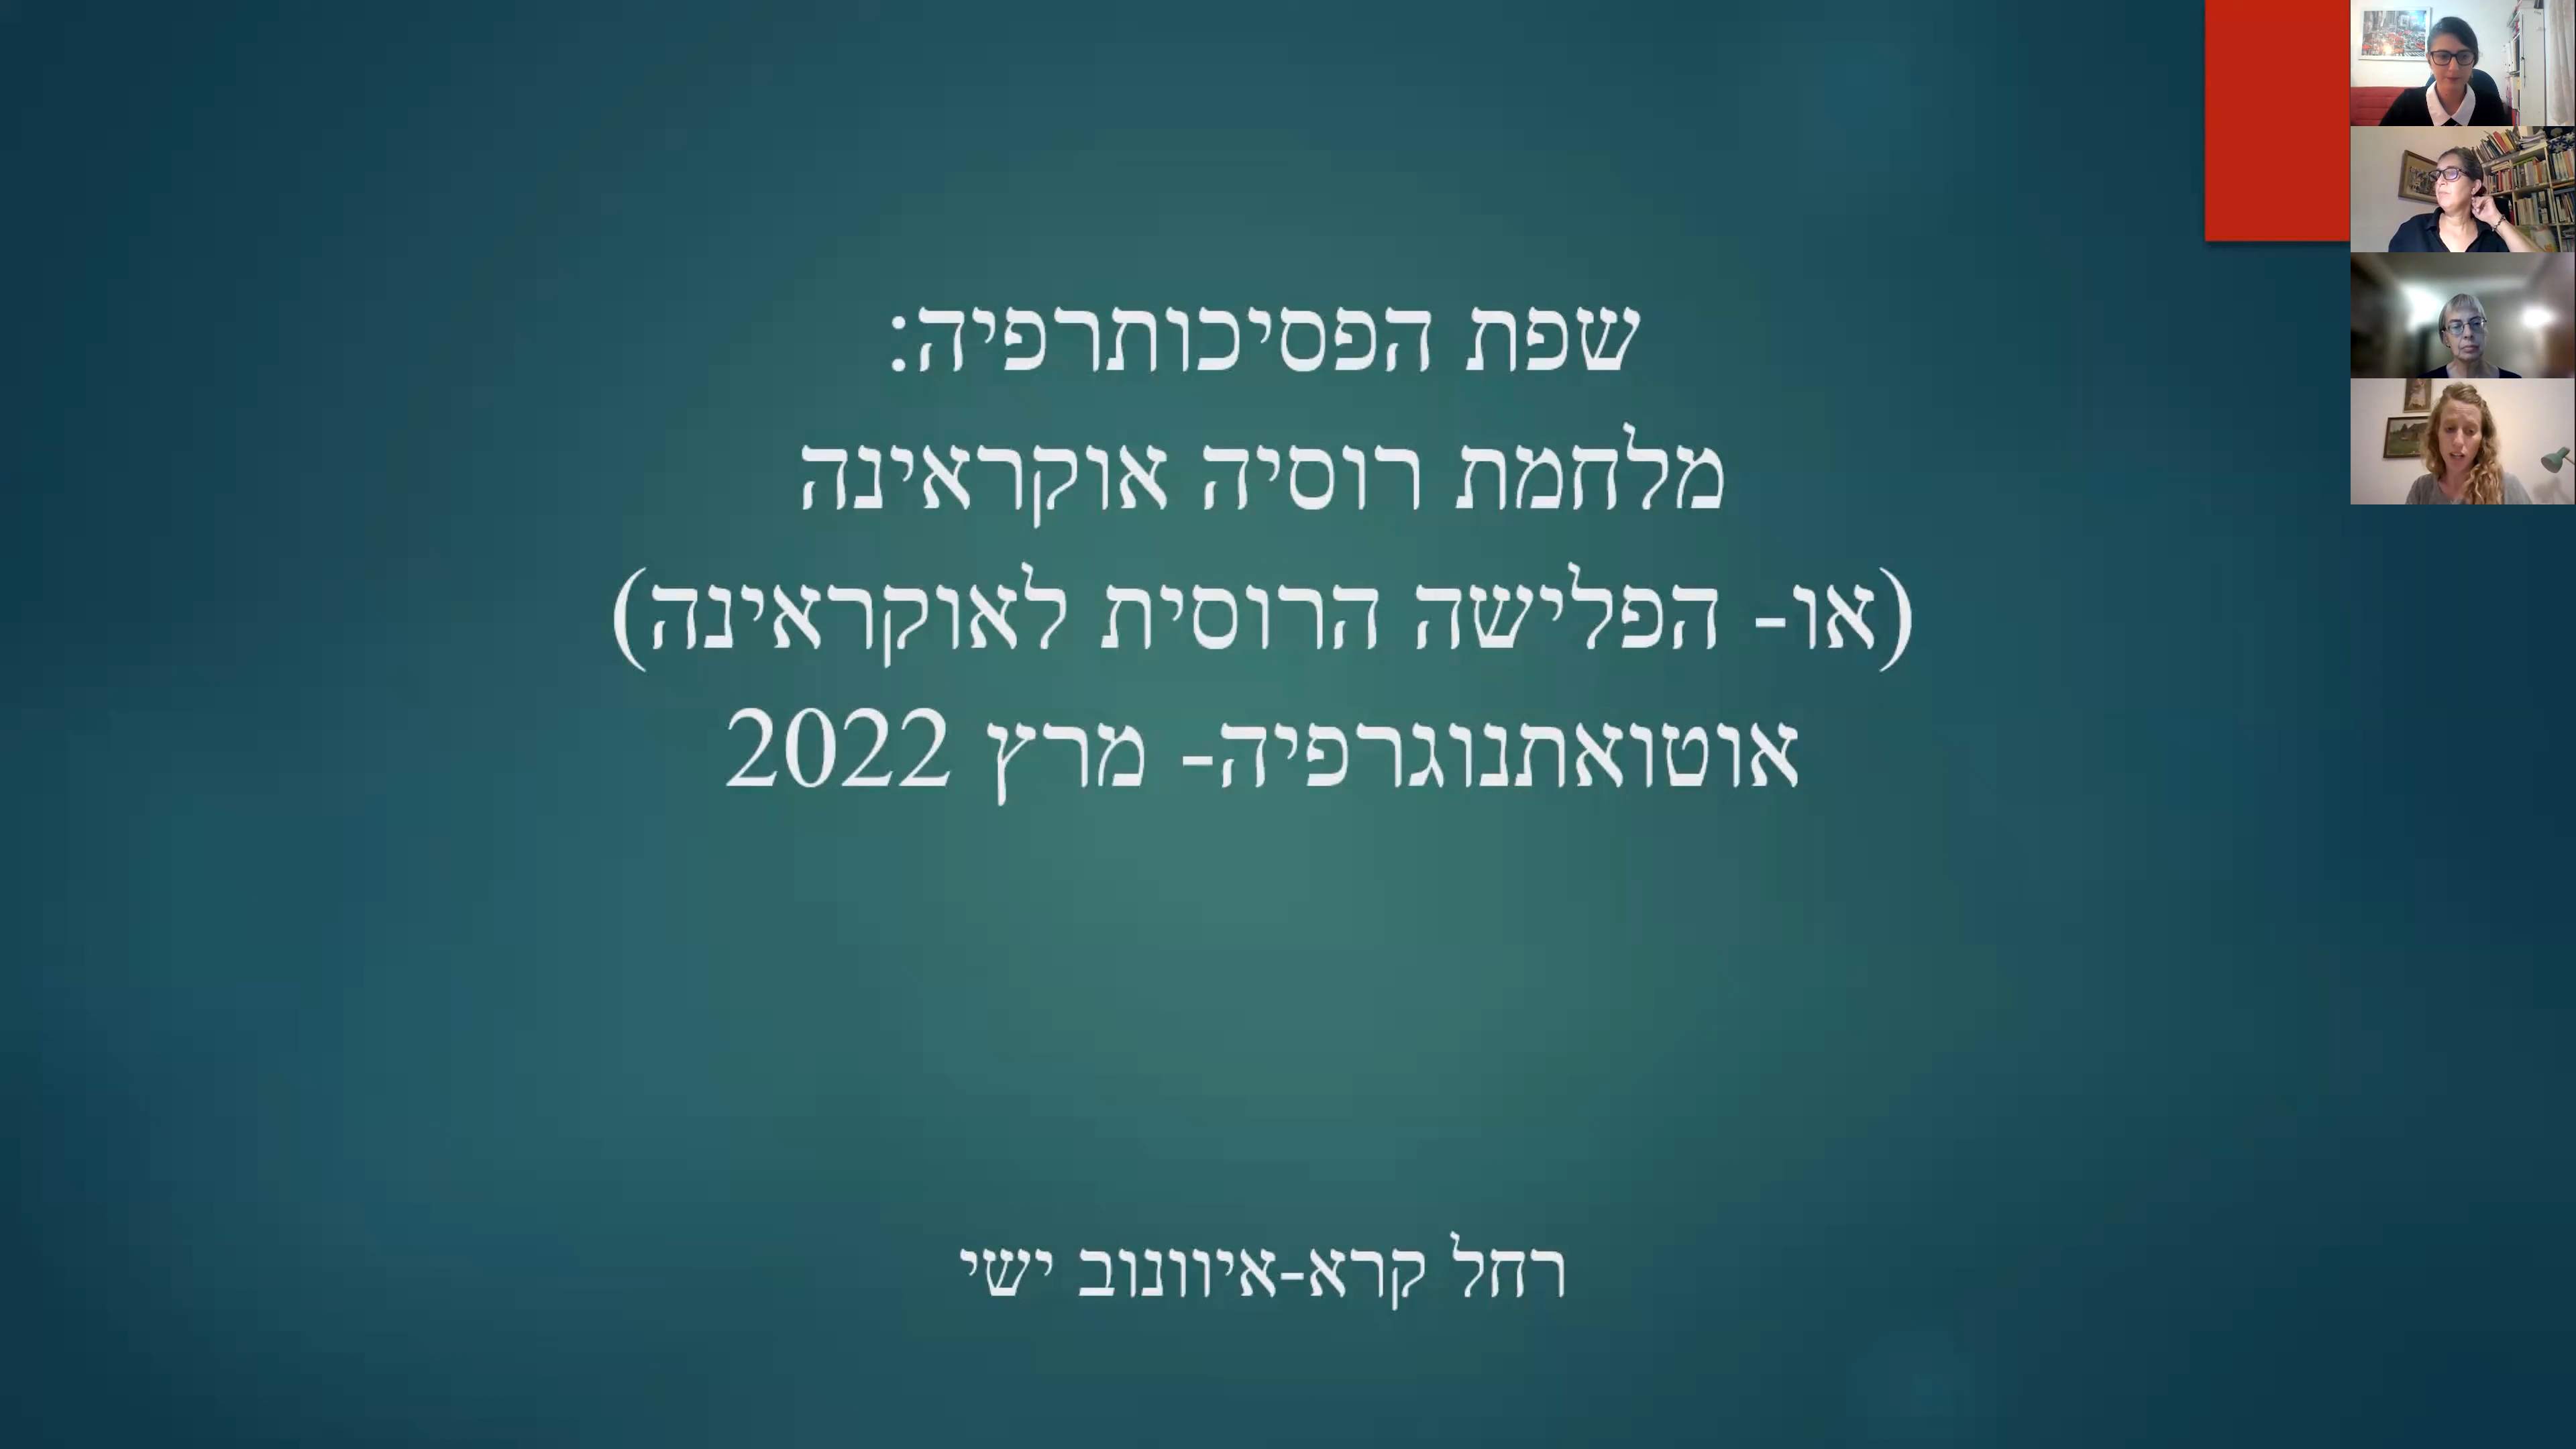 שפת הפסיכותרפיה:
מלחמת רוסיה אוקראינה
(או- הפלישה הרוסית לאוקראינה)
אוטואתנוגרפיה- מרץ 2022
רחל קרא-איוונוב ישי